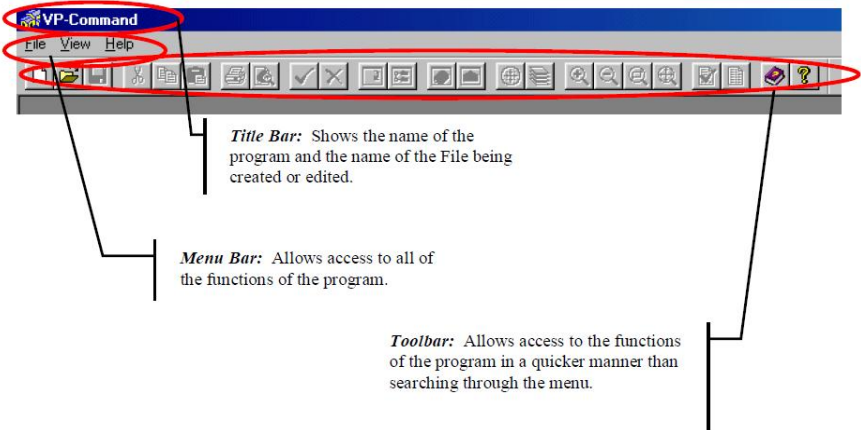 VP-Command
File View Help
Title Bar: Shows the name of the
program and the name of the File being
created or edited.
Menu Bar: Allows access to all of
the functions of the program.
Toolbar: Allows access to the functions
of the program in a quicker manner than
searching through the menu.